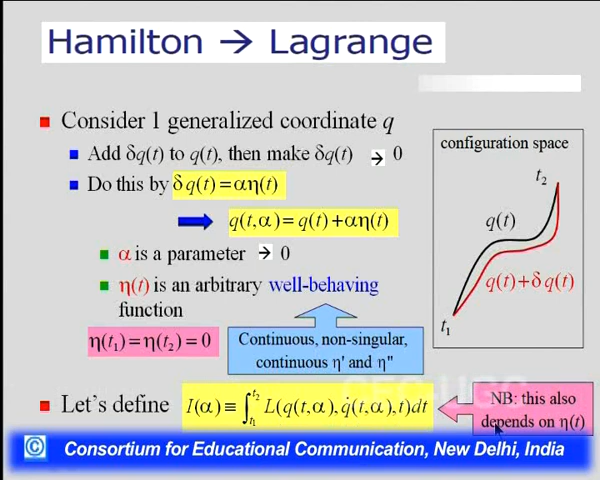 Hamilton → Lagrange
Consider 1 generalized coordinate q
Add δq(t) to q(t), then make δq(t) → 0
Do this by δq(t) = αη(t)
q(t,α) = q(t) + αη(t)
α is a parameter → 0
η(t) is an arbitrary well-behaving
function
η(t₁) = η(t₂) = 0
Continuous, non-singular,
continuous η' and η"
configuration space
t₂
q(t)
q(t) + δq(t)
t₁
Let's define I(α) ≡ ∫ₜ₁ᵗ² L(q(t,α), q̇(t,α), t)dt
NB: this also
depends on η(t)
CEC-UGC
© Consortium for Educational Communication, New Delhi, India